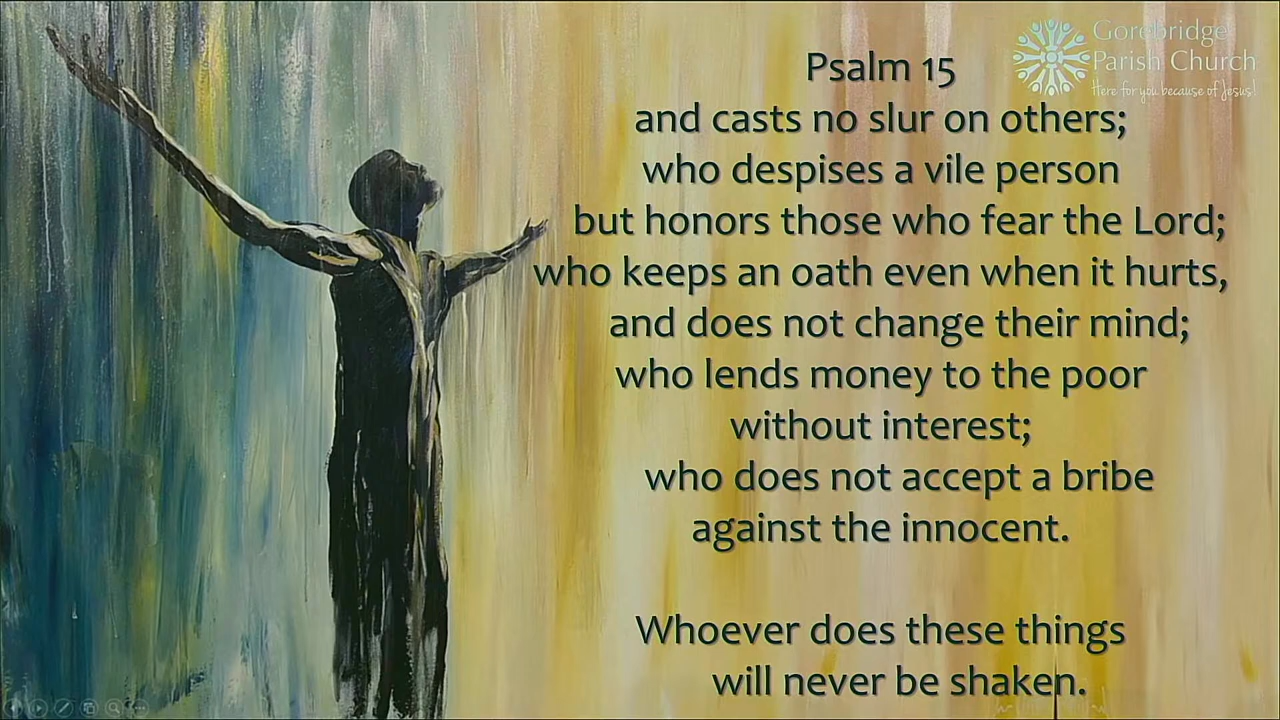 Gorebridge
Parish Church
Here for you because of Jesus!
Psalm 15
and casts no slur on others;
who despises a vile person
but honors those who fear the Lord;
who keeps an oath even when it hurts,
and does not change their mind;
who lends money to the poor
without interest;
who does not accept a bribe
against the innocent.
Whoever does these things
will never be shaken.